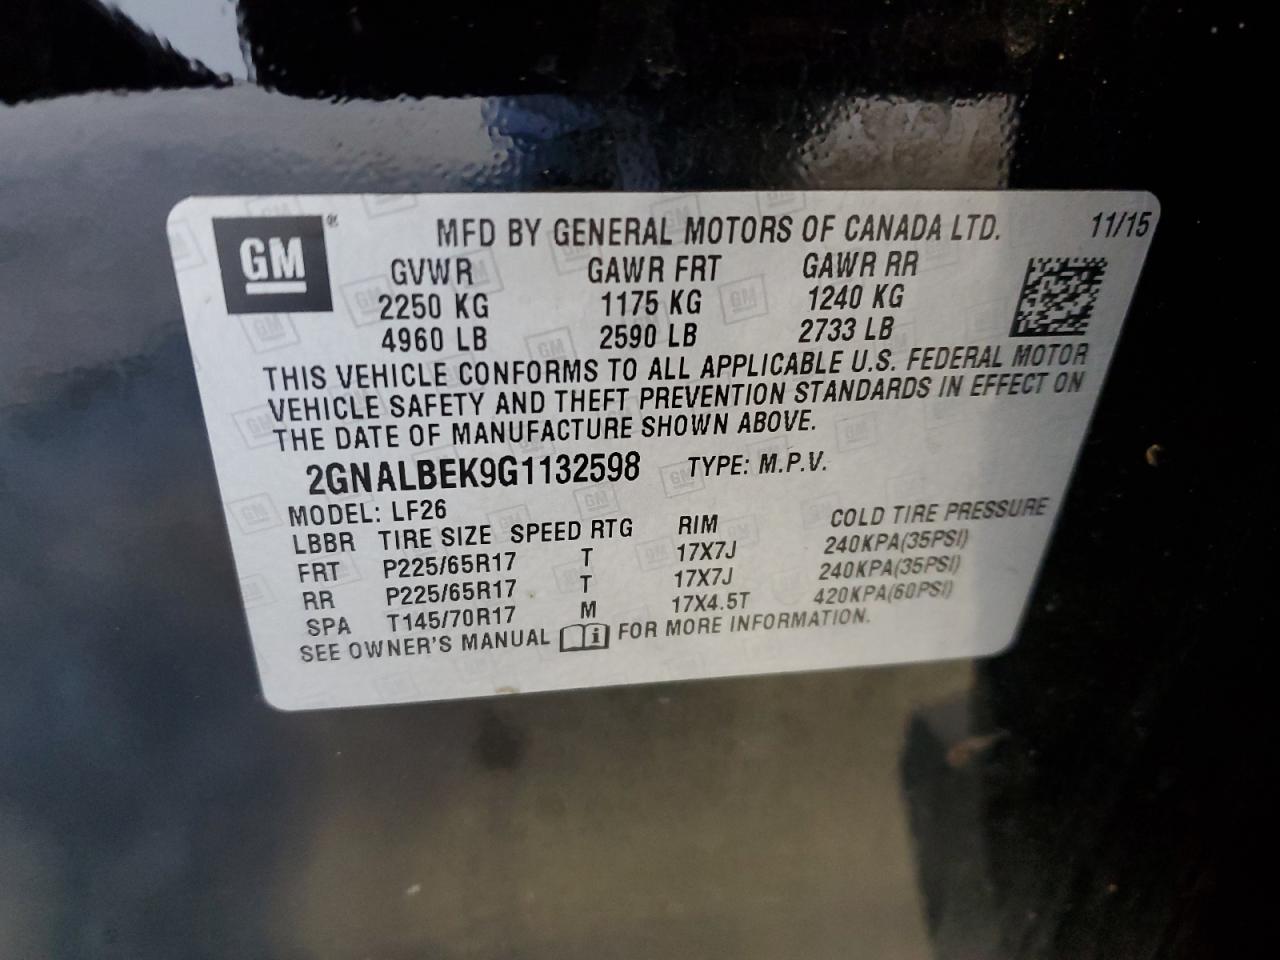 GM ® MFD BY GENERAL MOTORS OF CANADA LTD. 11/15
GVWR GAWR FRT GAWR RR
2250 KG 1175 KG 1240 KG
4960 LB 2590 LB 2733 LB
THIS VEHICLE CONFORMS TO ALL APPLICABLE U.S. FEDERAL MOTOR
VEHICLE SAFETY AND THEFT PREVENTION STANDARDS IN EFFECT ON
THE DATE OF MANUFACTURE SHOWN ABOVE.
2GNALBEK9G1132598 TYPE: M.P.V.
MODEL: LF26
LBBR TIRE SIZE SPEED RTG RIM COLD TIRE PRESSURE
FRT P225/65R17 T 17X7J 240KPA(35PSI)
RR P225/65R17 T 17X7J 240KPA(35PSI)
SPA T145/70R17 M 17X4.5T 420KPA(60PSI)
SEE OWNER'S MANUAL FOR MORE INFORMATION.